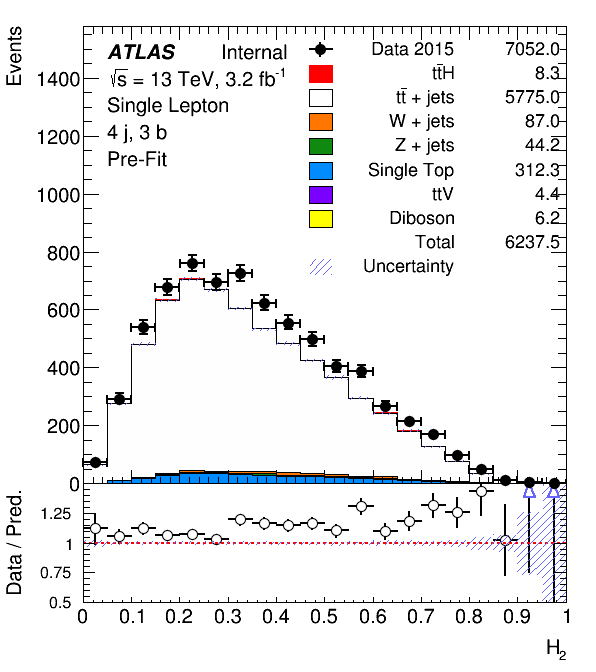 Events
ATLAS Internal
√s = 13 TeV, 3.2 fb⁻¹
Single Lepton
4 j, 3 b
Pre-Fit
Data 2015 7052.0
tt̄H 8.3
tt̄ + jets 5775.0
W + jets 87.0
Z + jets 44.2
Single Top 312.3
ttV 4.4
Diboson 6.2
Total 6237.5
Uncertainty
1400
1200
1000
800
600
400
200
0
Data / Pred.
1.25
1
0.75
0.5
0 0.1 0.2 0.3 0.4 0.5 0.6 0.7 0.8 0.9 1
H₂